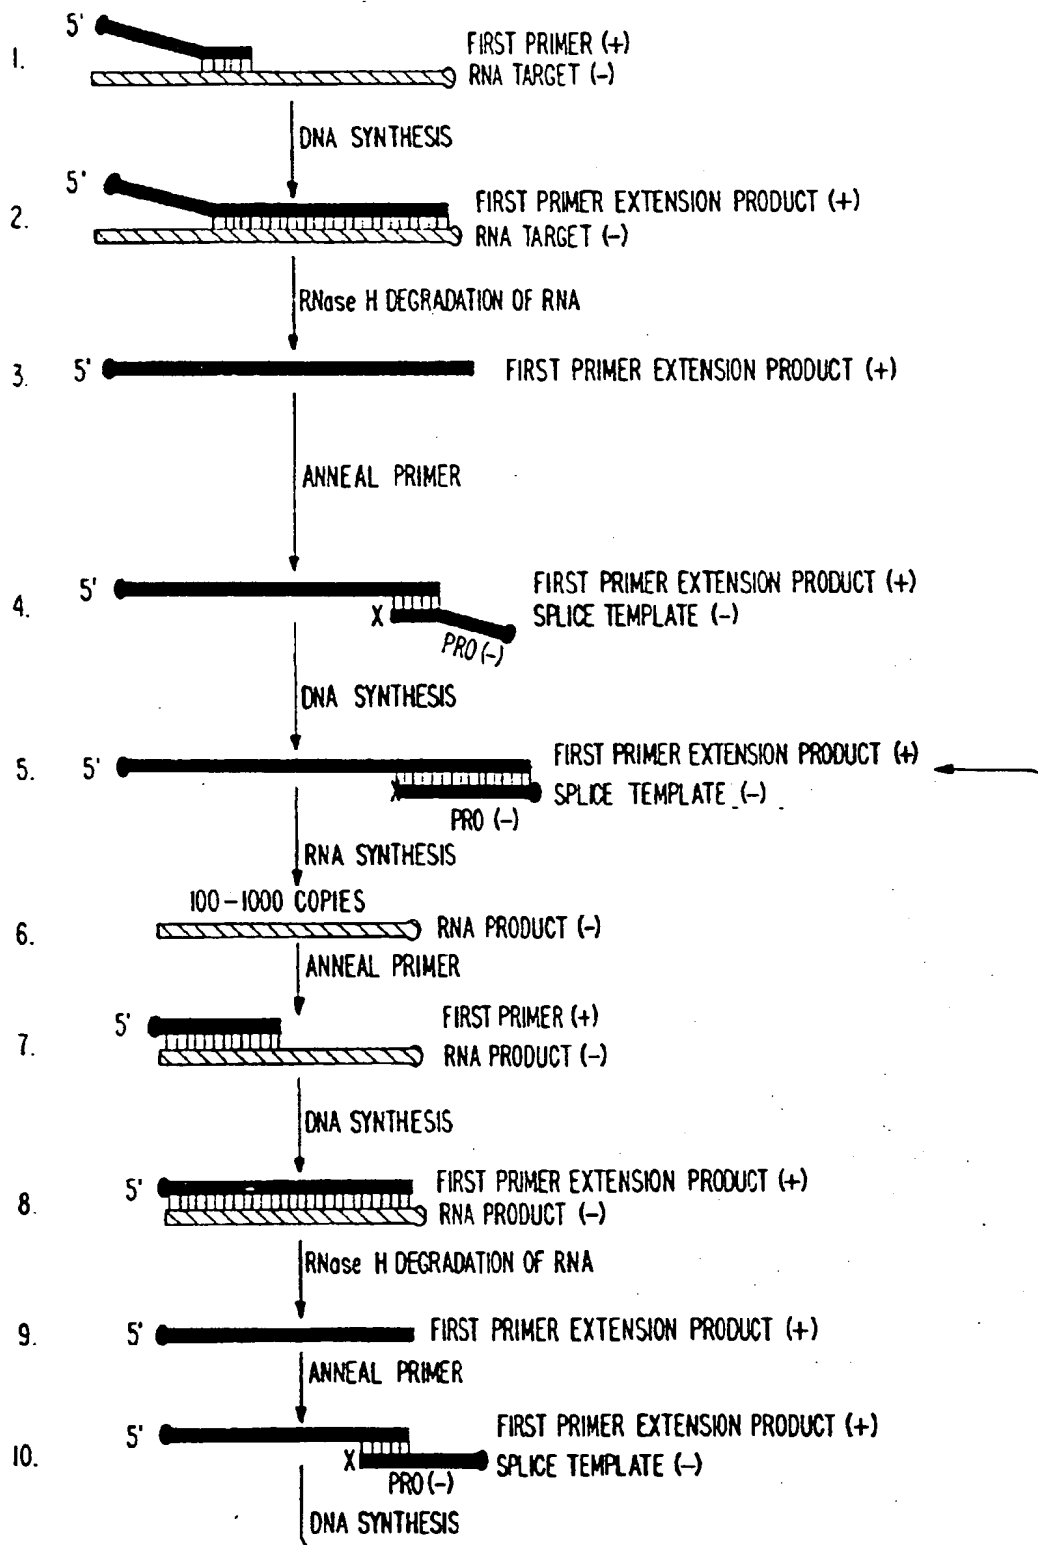 5'
1.
FIRST PRIMER (+)
RNA TARGET (-)
DNA SYNTHESIS
5'
2.
FIRST PRIMER EXTENSION PRODUCT (+)
RNA TARGET (-)
RNase H DEGRADATION OF RNA
3. 5' FIRST PRIMER EXTENSION PRODUCT (+)
ANNEAL PRIMER
5' FIRST PRIMER EXTENSION PRODUCT (+)
4.
X SPLICE TEMPLATE (-)
PRO (-)
DNA SYNTHESIS
5. 5' FIRST PRIMER EXTENSION PRODUCT (+)
X SPLICE TEMPLATE (-)
PRO (-)
RNA SYNTHESIS
100-1000 COPIES
6. RNA PRODUCT (-)
ANNEAL PRIMER
5' FIRST PRIMER (+)
7.
RNA PRODUCT (-)
DNA SYNTHESIS
5' FIRST PRIMER EXTENSION PRODUCT (+)
8.
RNA PRODUCT (-)
RNase H DEGRADATION OF RNA
9. 5' FIRST PRIMER EXTENSION PRODUCT (+)
ANNEAL PRIMER
5' FIRST PRIMER EXTENSION PRODUCT (+)
10.
X SPLICE TEMPLATE (-)
PRO (-)
DNA SYNTHESIS